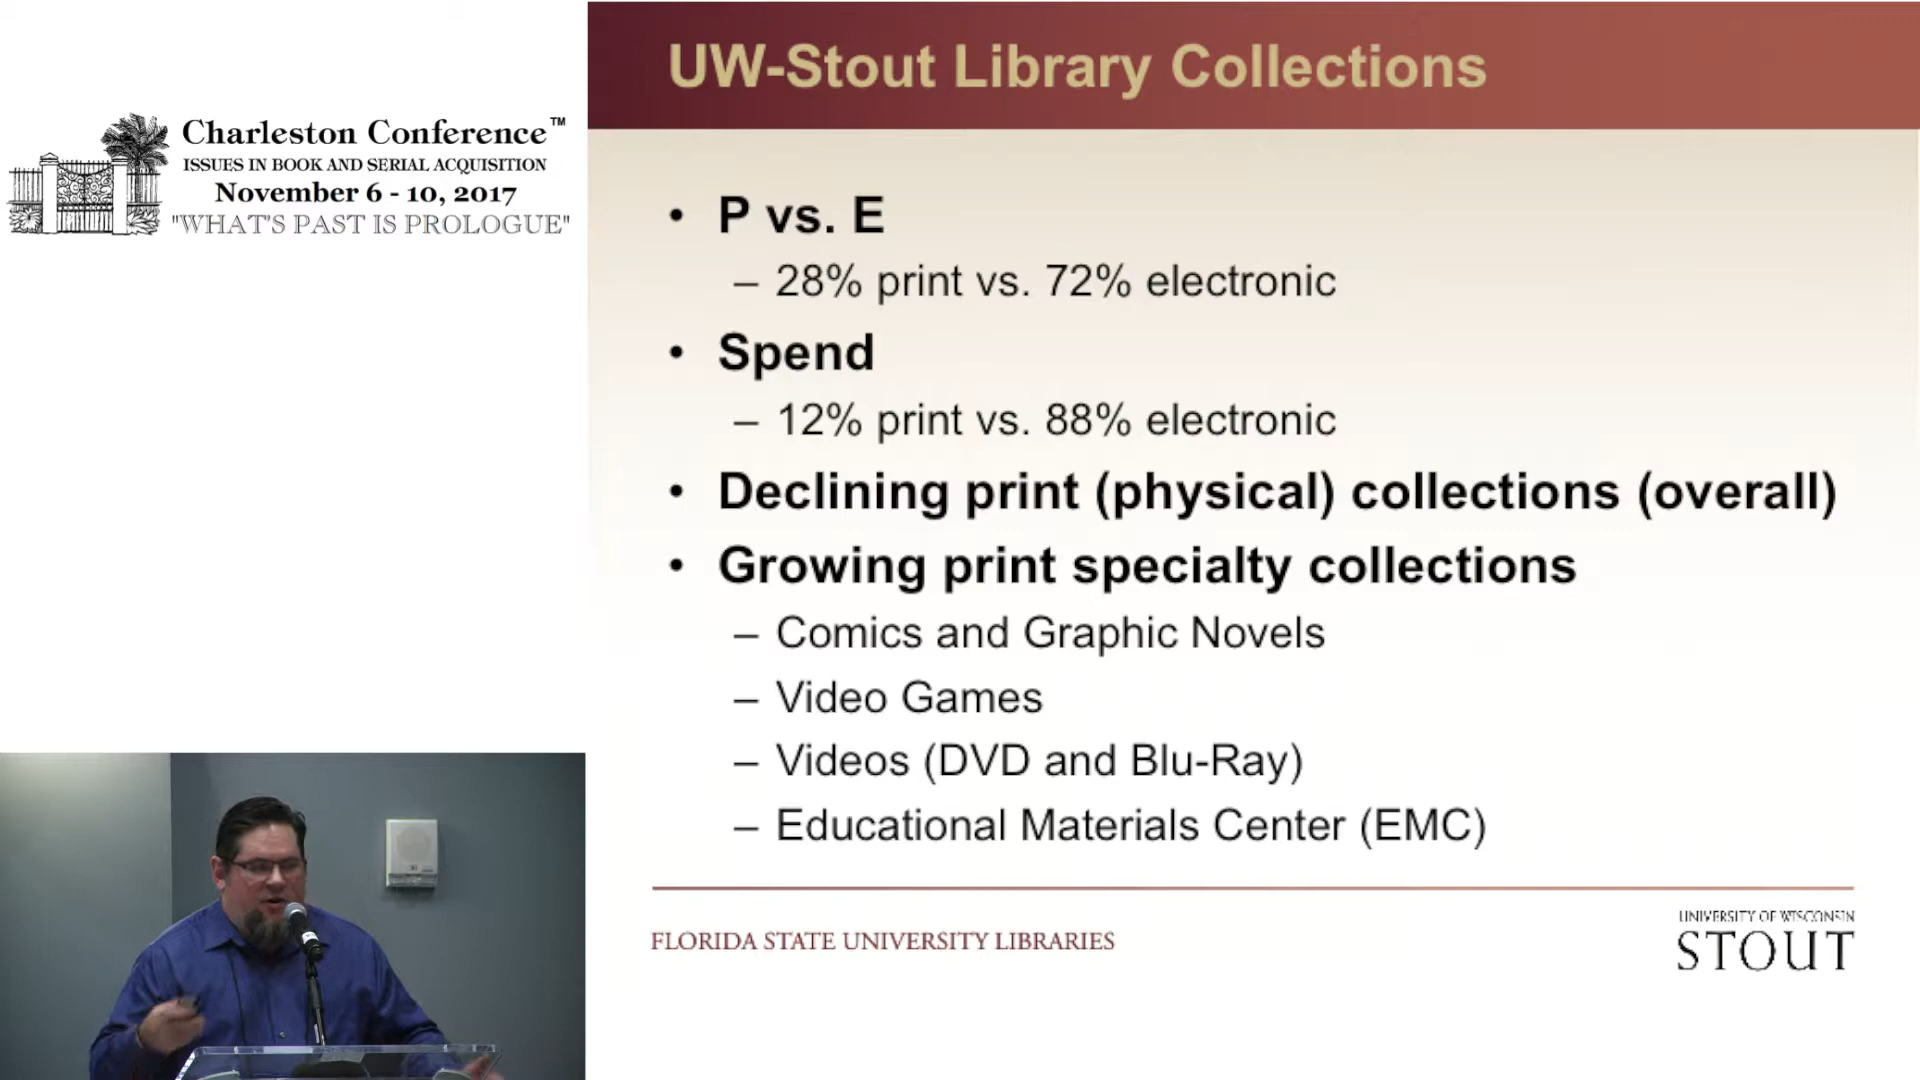 Charleston Conference™
ISSUES IN BOOK AND SERIAL ACQUISITION
November 6 - 10, 2017
"WHAT'S PAST IS PROLOGUE"
UW-Stout Library Collections
• P vs. E
– 28% print vs. 72% electronic
• Spend
– 12% print vs. 88% electronic
• Declining print (physical) collections (overall)
• Growing print specialty collections
– Comics and Graphic Novels
– Video Games
– Videos (DVD and Blu-Ray)
– Educational Materials Center (EMC)
FLORIDA STATE UNIVERSITY LIBRARIES
UNIVERSITY OF WISCONSIN
STOUT